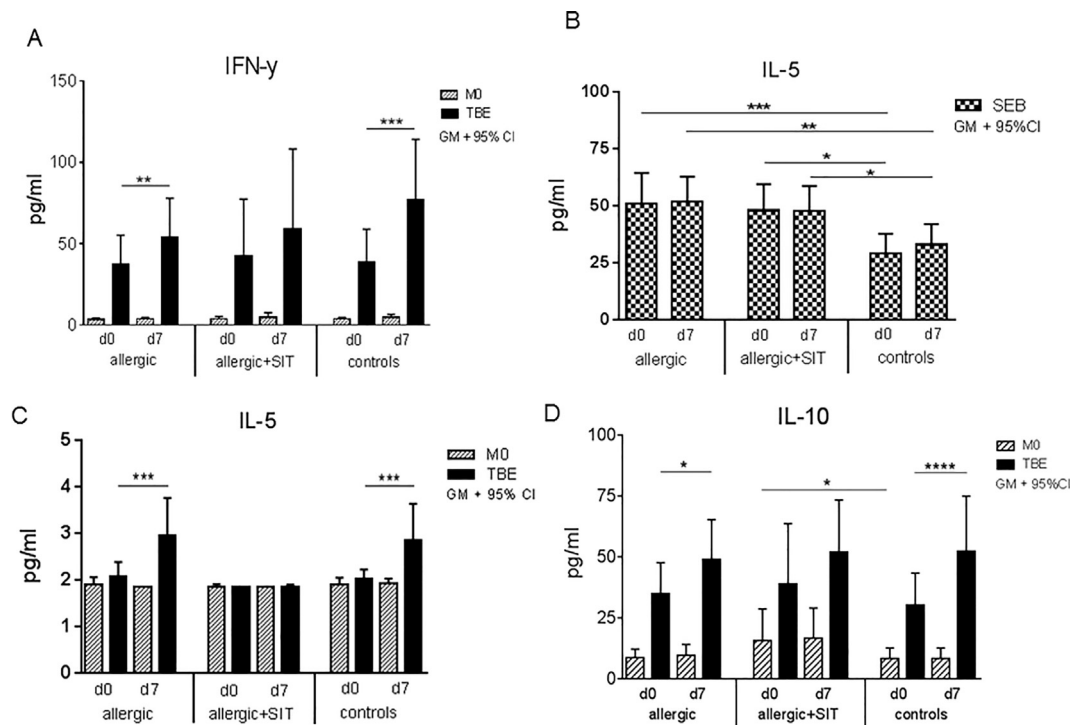 A
IFN-y
150
100
50
0
pg/ml
M0
TBE
GM + 95% CI
**
***
d0 d7 d0 d7 d0 d7
allergic allergic+SIT controls
B
IL-5
100
75
50
25
0
pg/ml
SEB
GM + 95%CI
***
**
*
*
d0 d7 d0 d7 d0 d7
allergic allergic+SIT controls
C
IL-5
5
4
3
2
1
0
pg/ml
M0
TBE
GM + 95% CI
***
***
d0 d7 d0 d7 d0 d7
allergic allergic+SIT controls
D
IL-10
100
75
50
25
0
pg/ml
M0
TBE
GM + 95%CI
*
*
****
d0 d7 d0 d7 d0 d7
allergic allergic+SIT controls